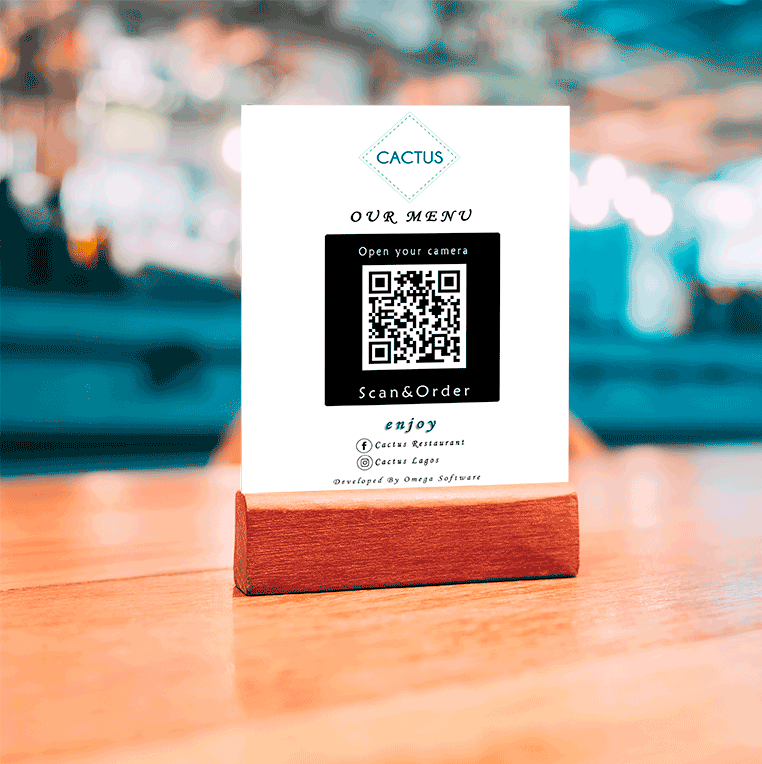 CACTUS
OUR MENU
Open your camera
Scan&Order
enjoy
Cactus Restaurant
Cactus Lagos
Developed By Omega Software